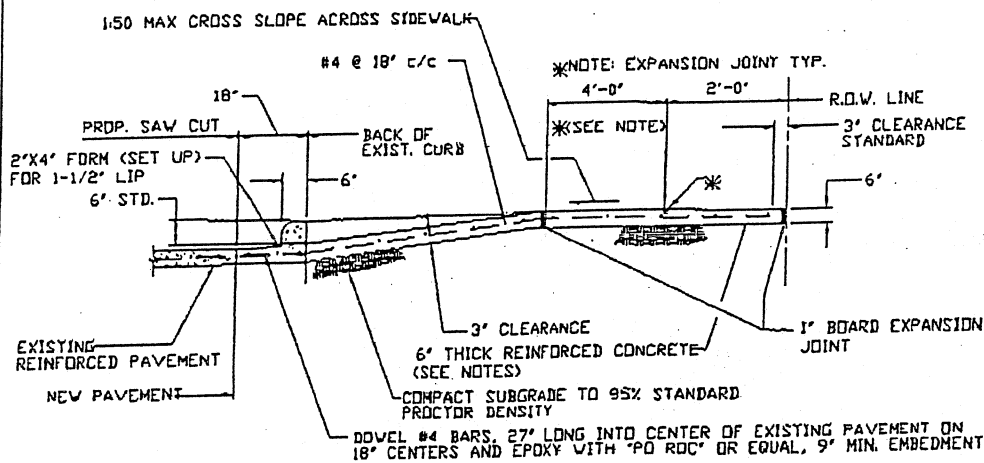 1:50 MAX CROSS SLOPE ACROSS SIDEWALK
#4 @ 18" c/c
*NOTE: EXPANSION JOINT TYP.
4'-0"
2'-0"
R.O.W. LINE
18"
*(SEE NOTE)
3" CLEARANCE
STANDARD
PROP. SAW CUT
BACK OF
EXIST. CURB
2"X4" FORM (SET UP)
FOR 1-1/2" LIP
6"
*
6"
6" STD.
3" CLEARANCE
1" BOARD EXPANSION
JOINT
EXISTING
REINFORCED PAVEMENT
6" THICK REINFORCED CONCRETE
(SEE NOTES)
NEW PAVEMENT
COMPACT SUBGRADE TO 95% STANDARD
PROCTOR DENSITY
DOWEL #4 BARS, 27" LONG INTO CENTER OF EXISTING PAVEMENT ON
18" CENTERS AND EPOXY WITH "PO ROC" OR EQUAL, 9" MIN. EMBEDMENT